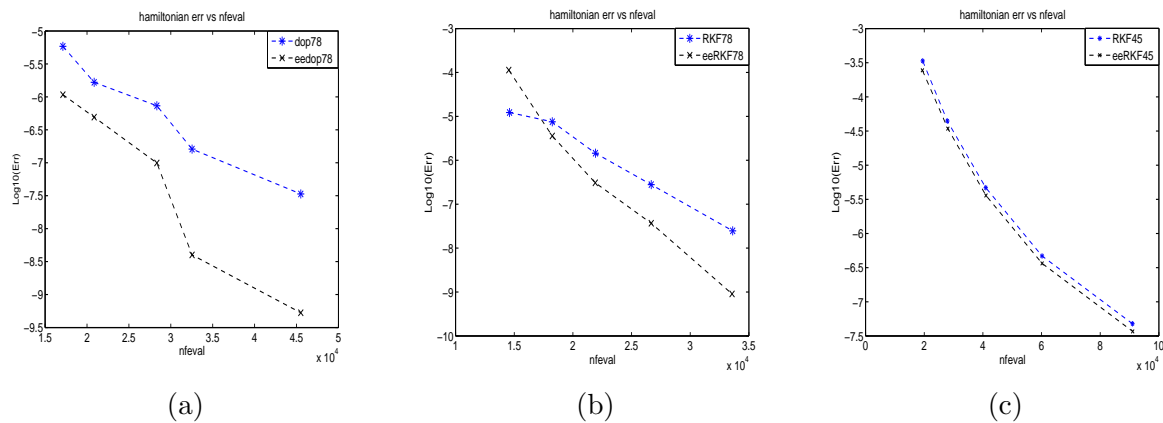 hamiltonian err vs nfeval
−5
−5.5
−6
−6.5
−7
−7.5
−8
−8.5
−9
−9.5
Log10(Err)
dop78
eedop78
1.5 2 2.5 3 3.5 4 4.5 5
nfeval
x 10^4
(a)
hamiltonian err vs nfeval
−3
−4
−5
−6
−7
−8
−9
−10
Log10(Err)
RKF78
eeRKF78
1 1.5 2 2.5 3 3.5
nfeval
x 10^4
(b)
hamiltonian err vs nfeval
−3
−3.5
−4
−4.5
−5
−5.5
−6
−6.5
−7
−7.5
Log10(Err)
RKF45
eeRKF45
0 2 4 6 8 10
nfeval
x 10^4
(c)